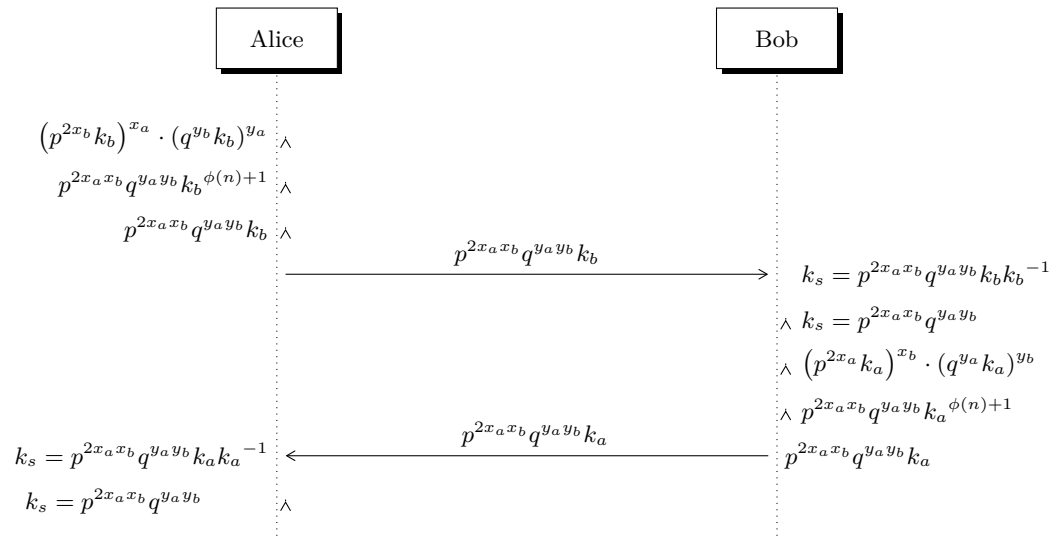 Alice
Bob
(p^{2x_b} k_b)^{x_a} · (q^{y_b} k_b)^{y_a}
p^{2x_a x_b} q^{y_a y_b} k_b^{φ(n)+1}
p^{2x_a x_b} q^{y_a y_b} k_b
p^{2x_a x_b} q^{y_a y_b} k_b
k_s = p^{2x_a x_b} q^{y_a y_b} k_b k_b^{-1}
k_s = p^{2x_a x_b} q^{y_a y_b}
(p^{2x_a} k_a)^{x_b} · (q^{y_a} k_a)^{y_b}
p^{2x_a x_b} q^{y_a y_b} k_a^{φ(n)+1}
p^{2x_a x_b} q^{y_a y_b} k_a
p^{2x_a x_b} q^{y_a y_b} k_a
k_s = p^{2x_a x_b} q^{y_a y_b} k_a k_a^{-1}
k_s = p^{2x_a x_b} q^{y_a y_b}